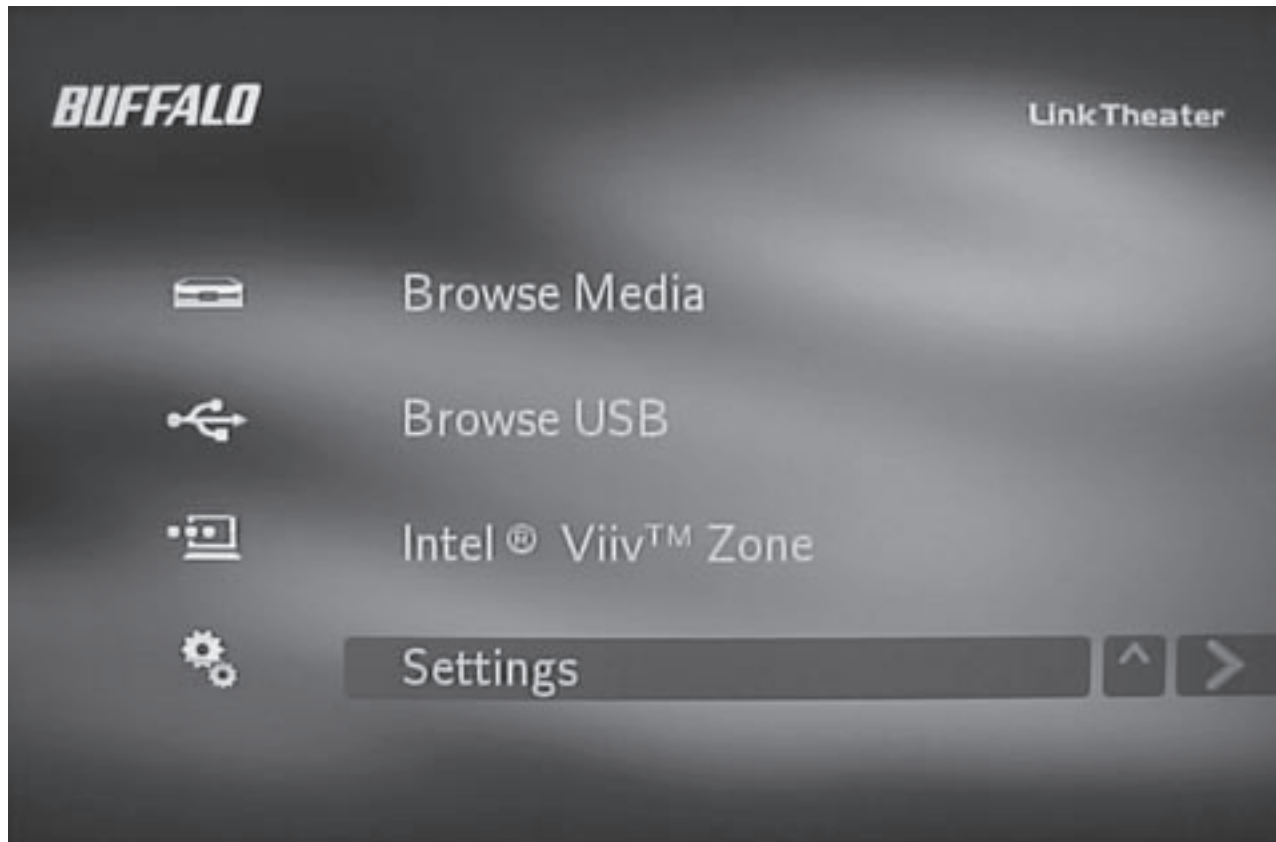 BUFFALO
LinkTheater
Browse Media
Browse USB
Intel ® Viiv™ Zone
Settings